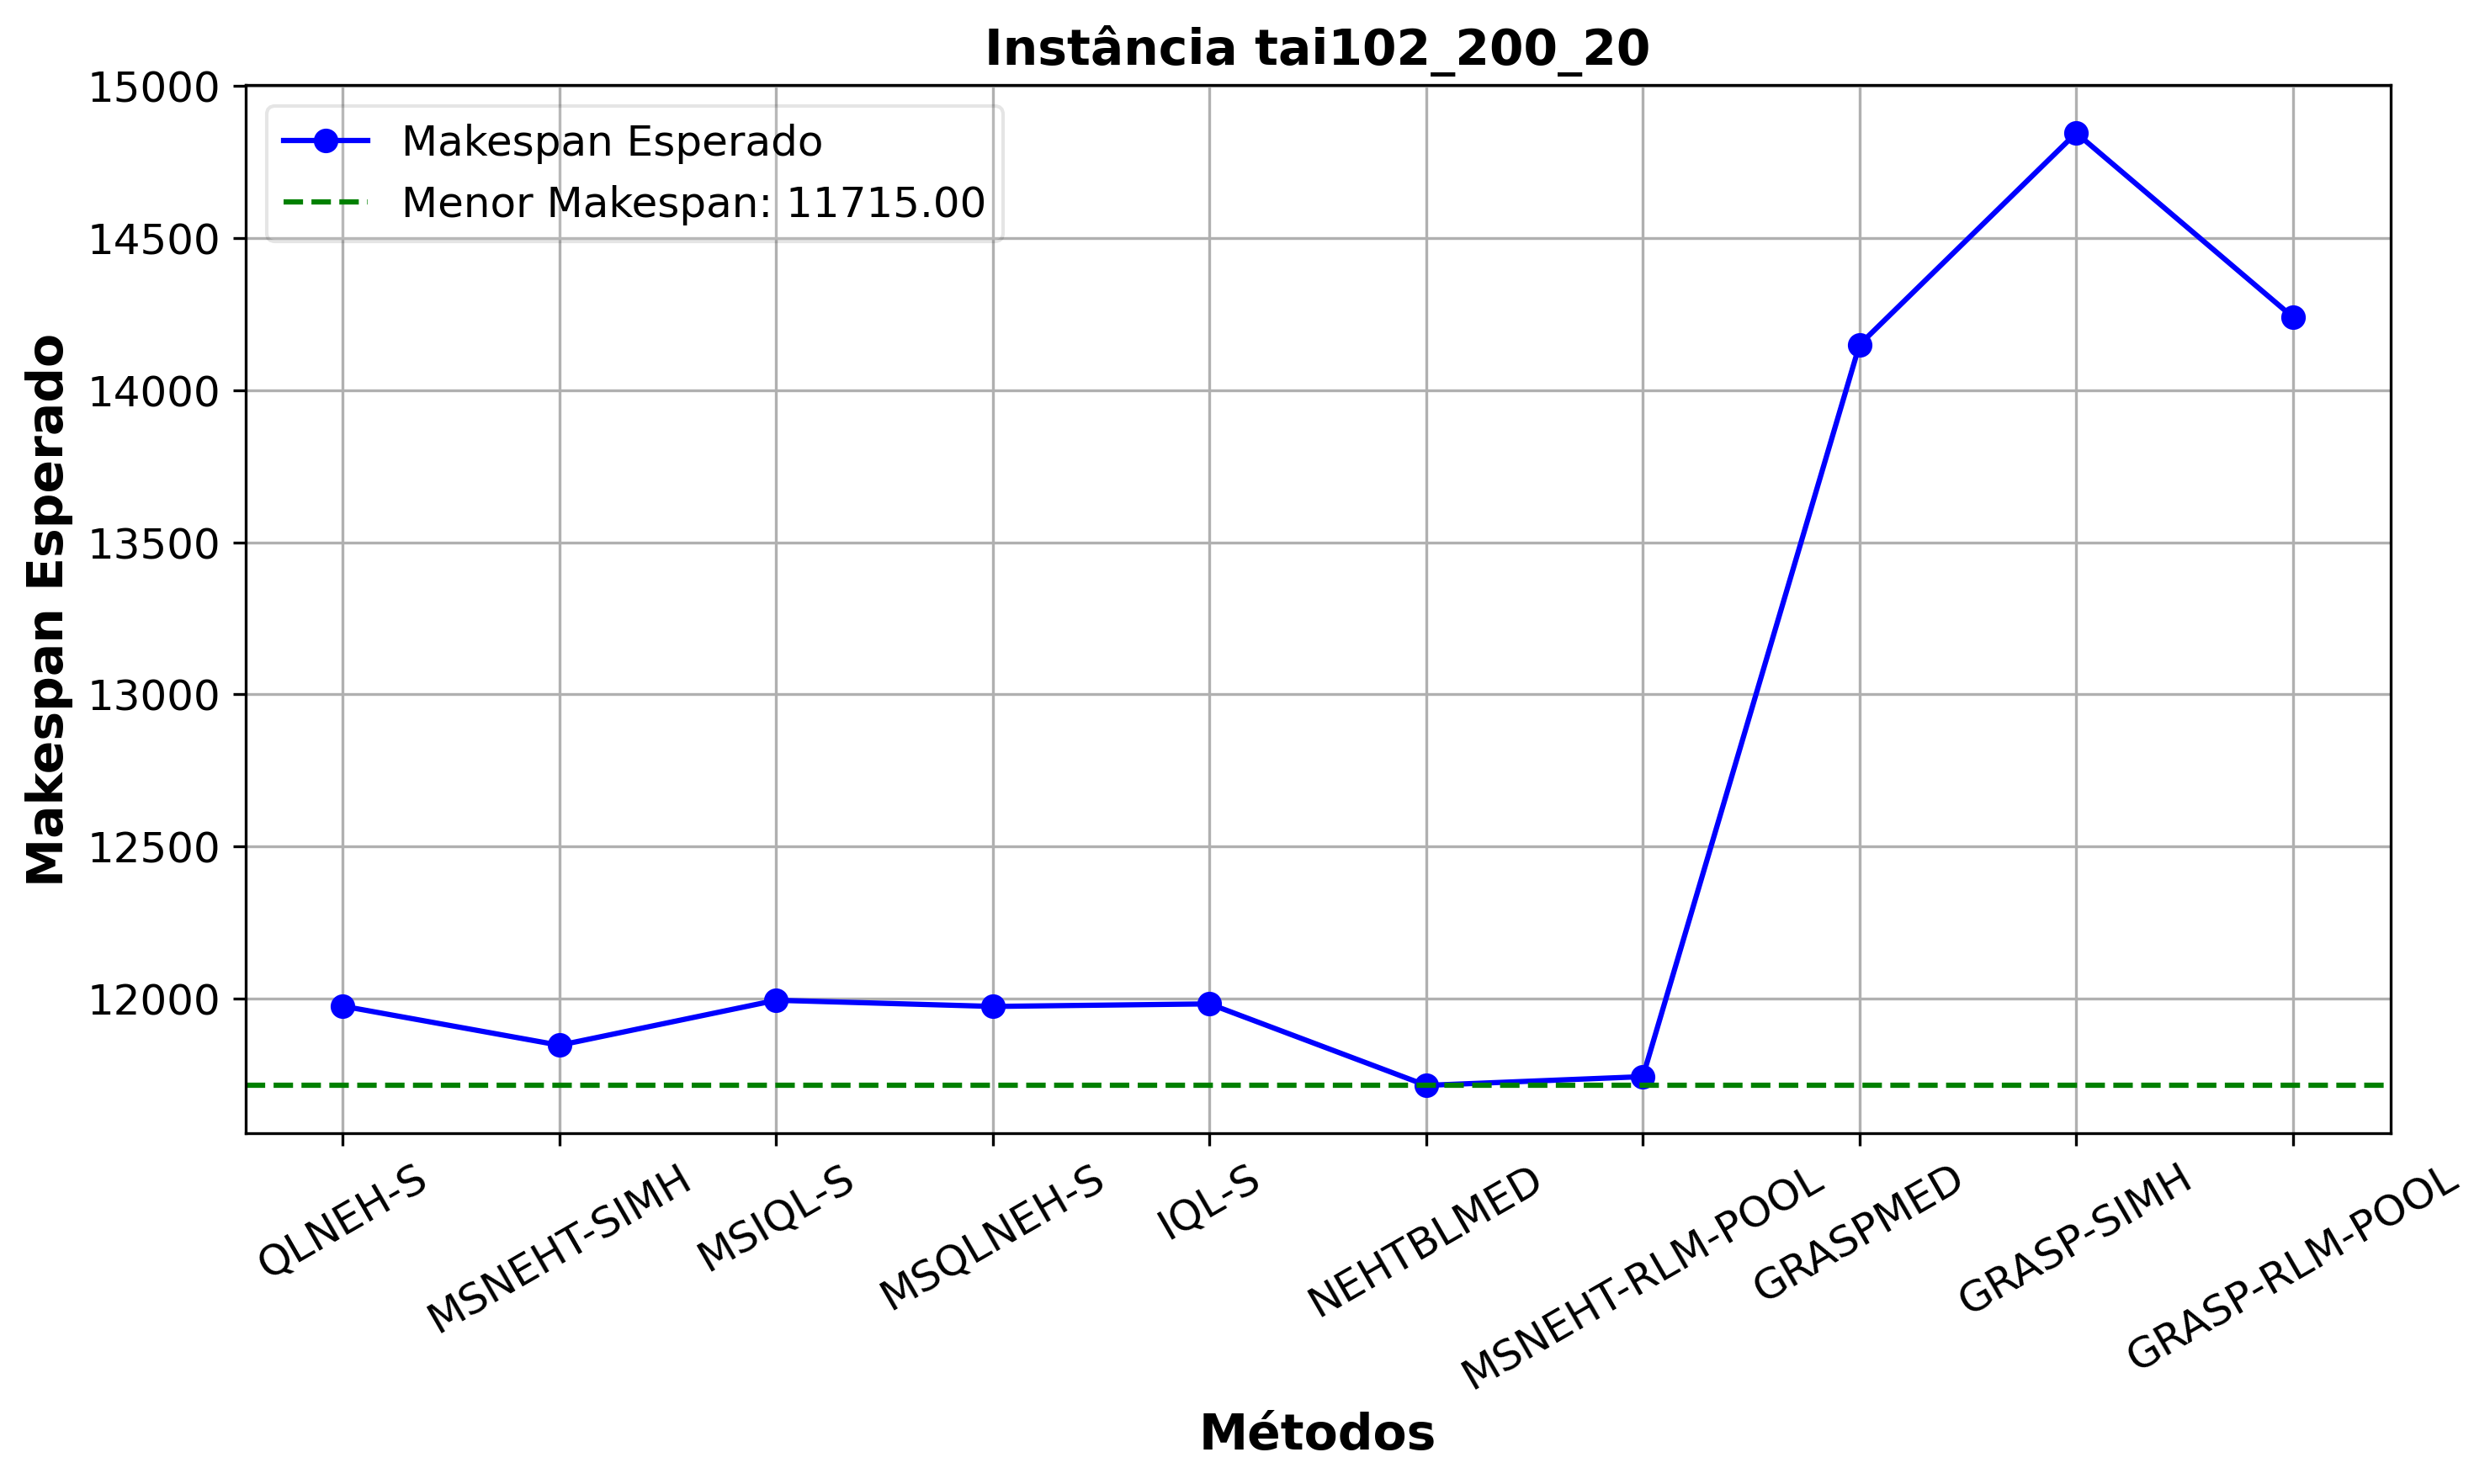 Instância tai102_200_20
Makespan Esperado
Menor Makespan: 11715.00
Makespan Esperado
15000
14500
14000
13500
13000
12500
12000
QLNEH-S
MSNEHT-SIMH
MSIQL-S
MSQLNEH-S
IQL-S
NEHTBLMED
MSNEHT-RLM-POOL
GRASPMED
GRASP-SIMH
GRASP-RLM-POOL
Métodos